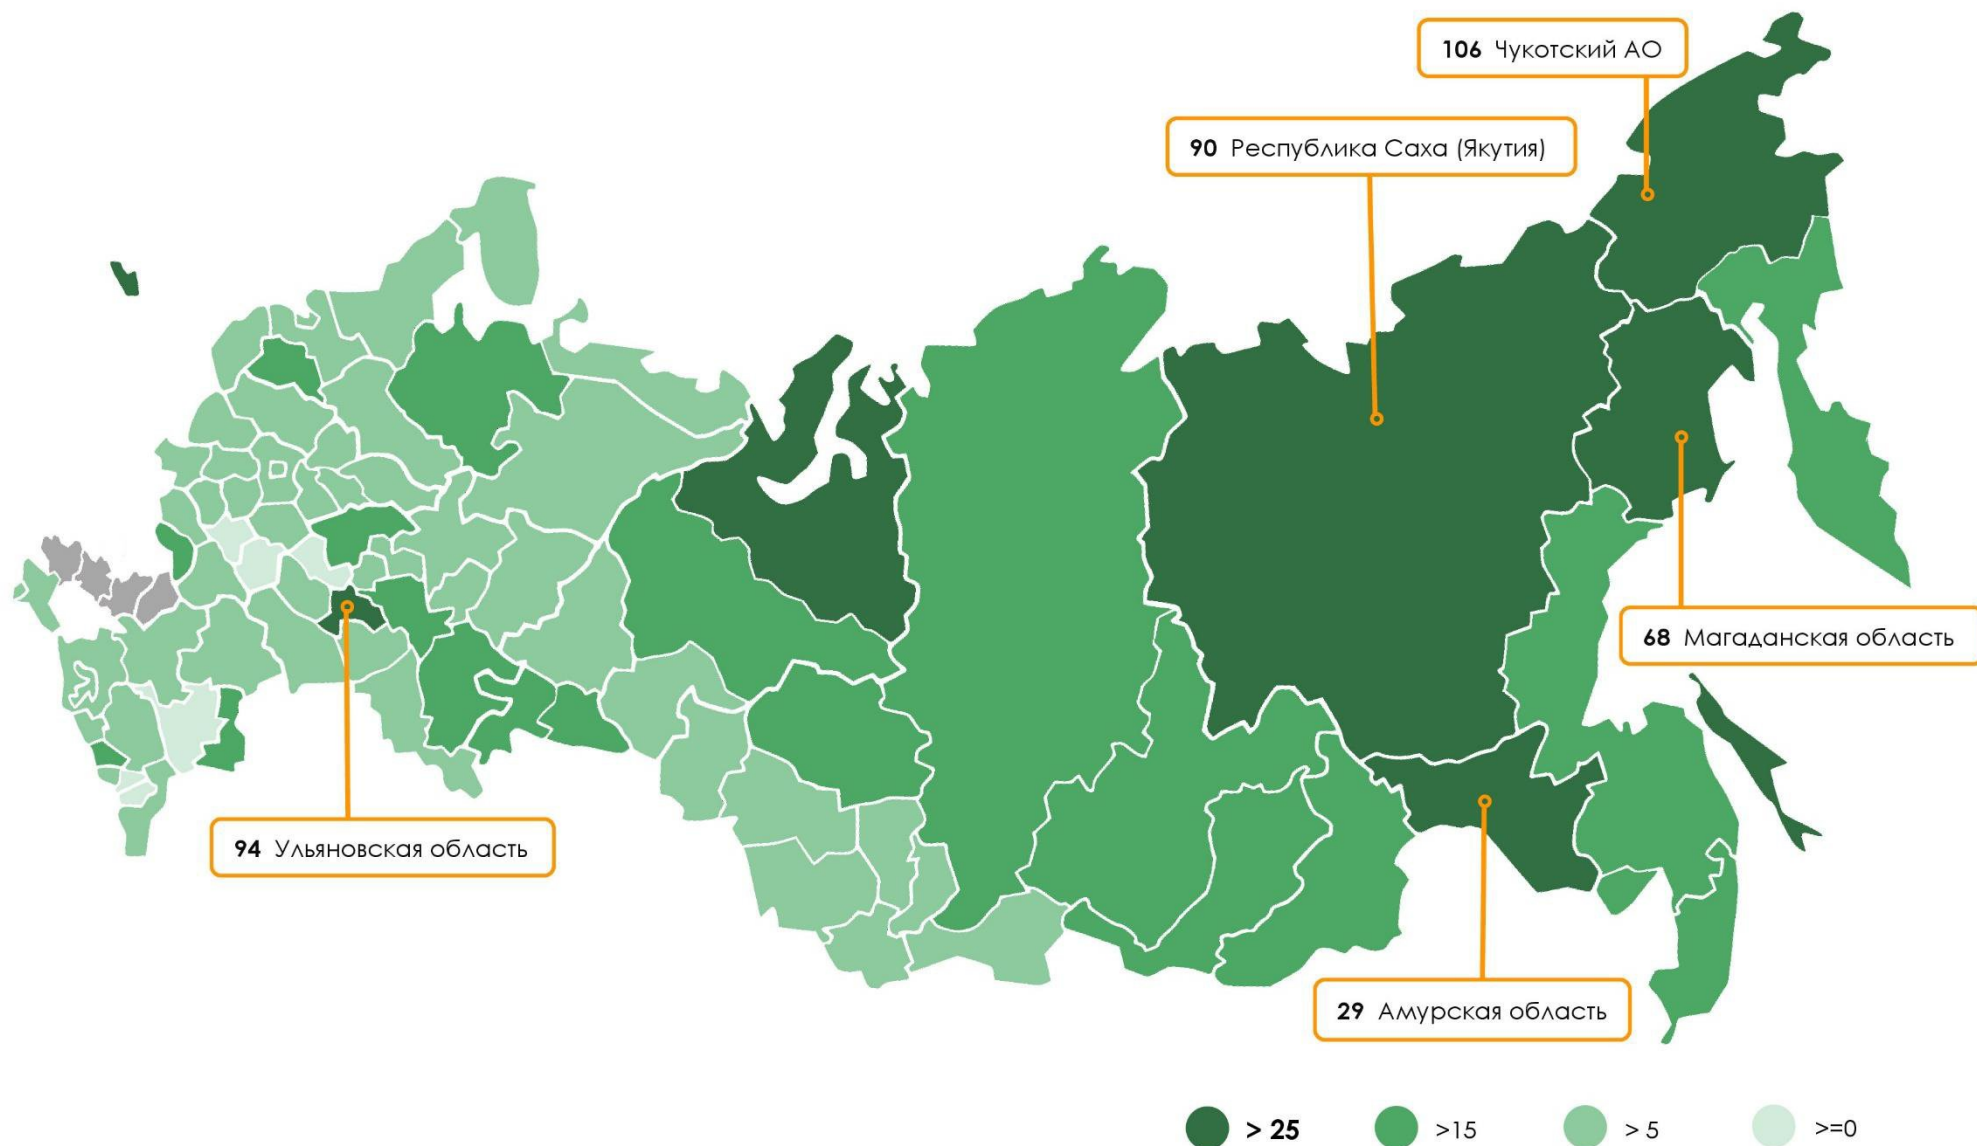 106 Чукотский АО
90 Республика Саха (Якутия)
68 Магаданская область
94 Ульяновская область
29 Амурская область
> 25
>15
> 5
>=0